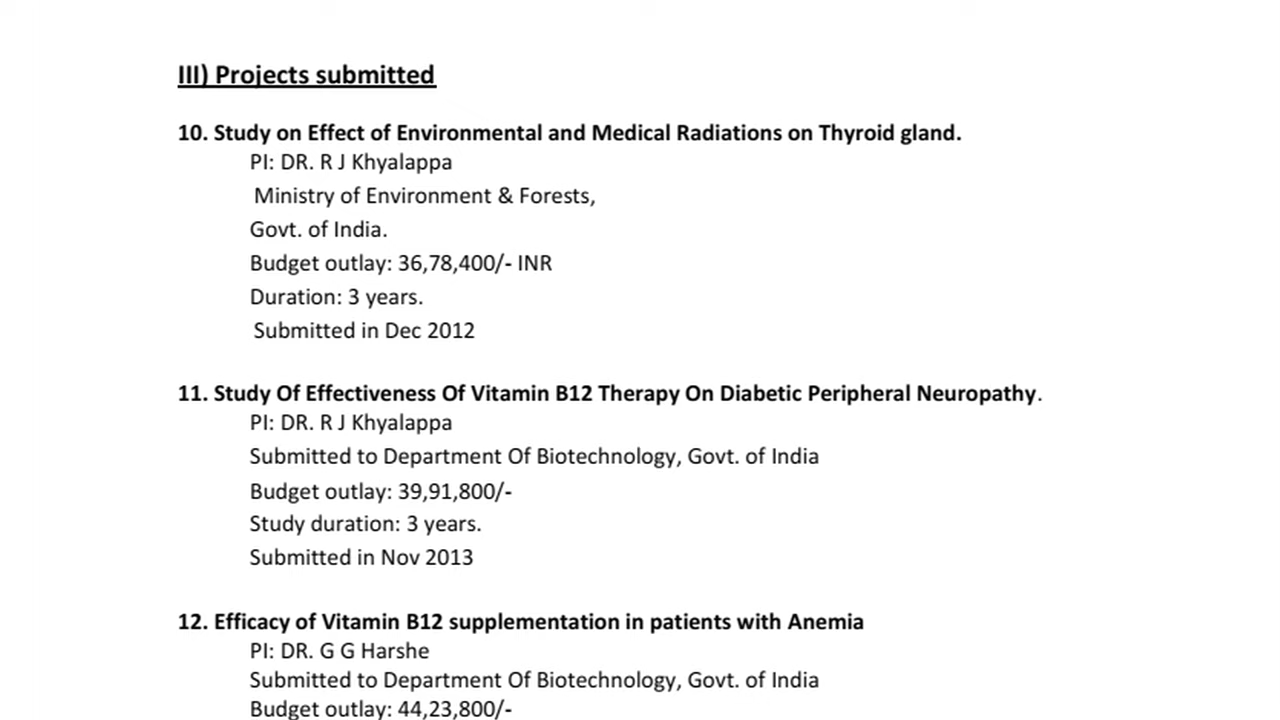 III) Projects submitted
10. Study on Effect of Environmental and Medical Radiations on Thyroid gland.
PI: DR. R J Khyalappa
Ministry of Environment & Forests,
Govt. of India.
Budget outlay: 36,78,400/- INR
Duration: 3 years.
Submitted in Dec 2012
11. Study Of Effectiveness Of Vitamin B12 Therapy On Diabetic Peripheral Neuropathy.
PI: DR. R J Khyalappa
Submitted to Department Of Biotechnology, Govt. of India
Budget outlay: 39,91,800/-
Study duration: 3 years.
Submitted in Nov 2013
12. Efficacy of Vitamin B12 supplementation in patients with Anemia
PI: DR. G G Harshe
Submitted to Department Of Biotechnology, Govt. of India
Budget outlay: 44,23,800/-